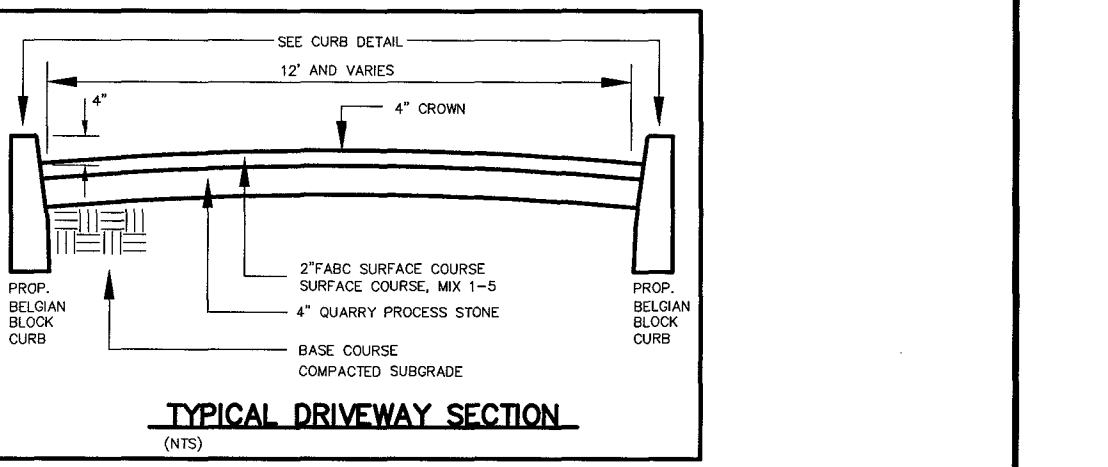 SEE CURB DETAIL
12' AND VARIES
4"
4" CROWN
2"FABC SURFACE COURSE
SURFACE COURSE, MIX 1-5
4" QUARRY PROCESS STONE
BASE COURSE
COMPACTED SUBGRADE
PROP.
BELGIAN
BLOCK
CURB
PROP.
BELGIAN
BLOCK
CURB
TYPICAL DRIVEWAY SECTION
(NTS)